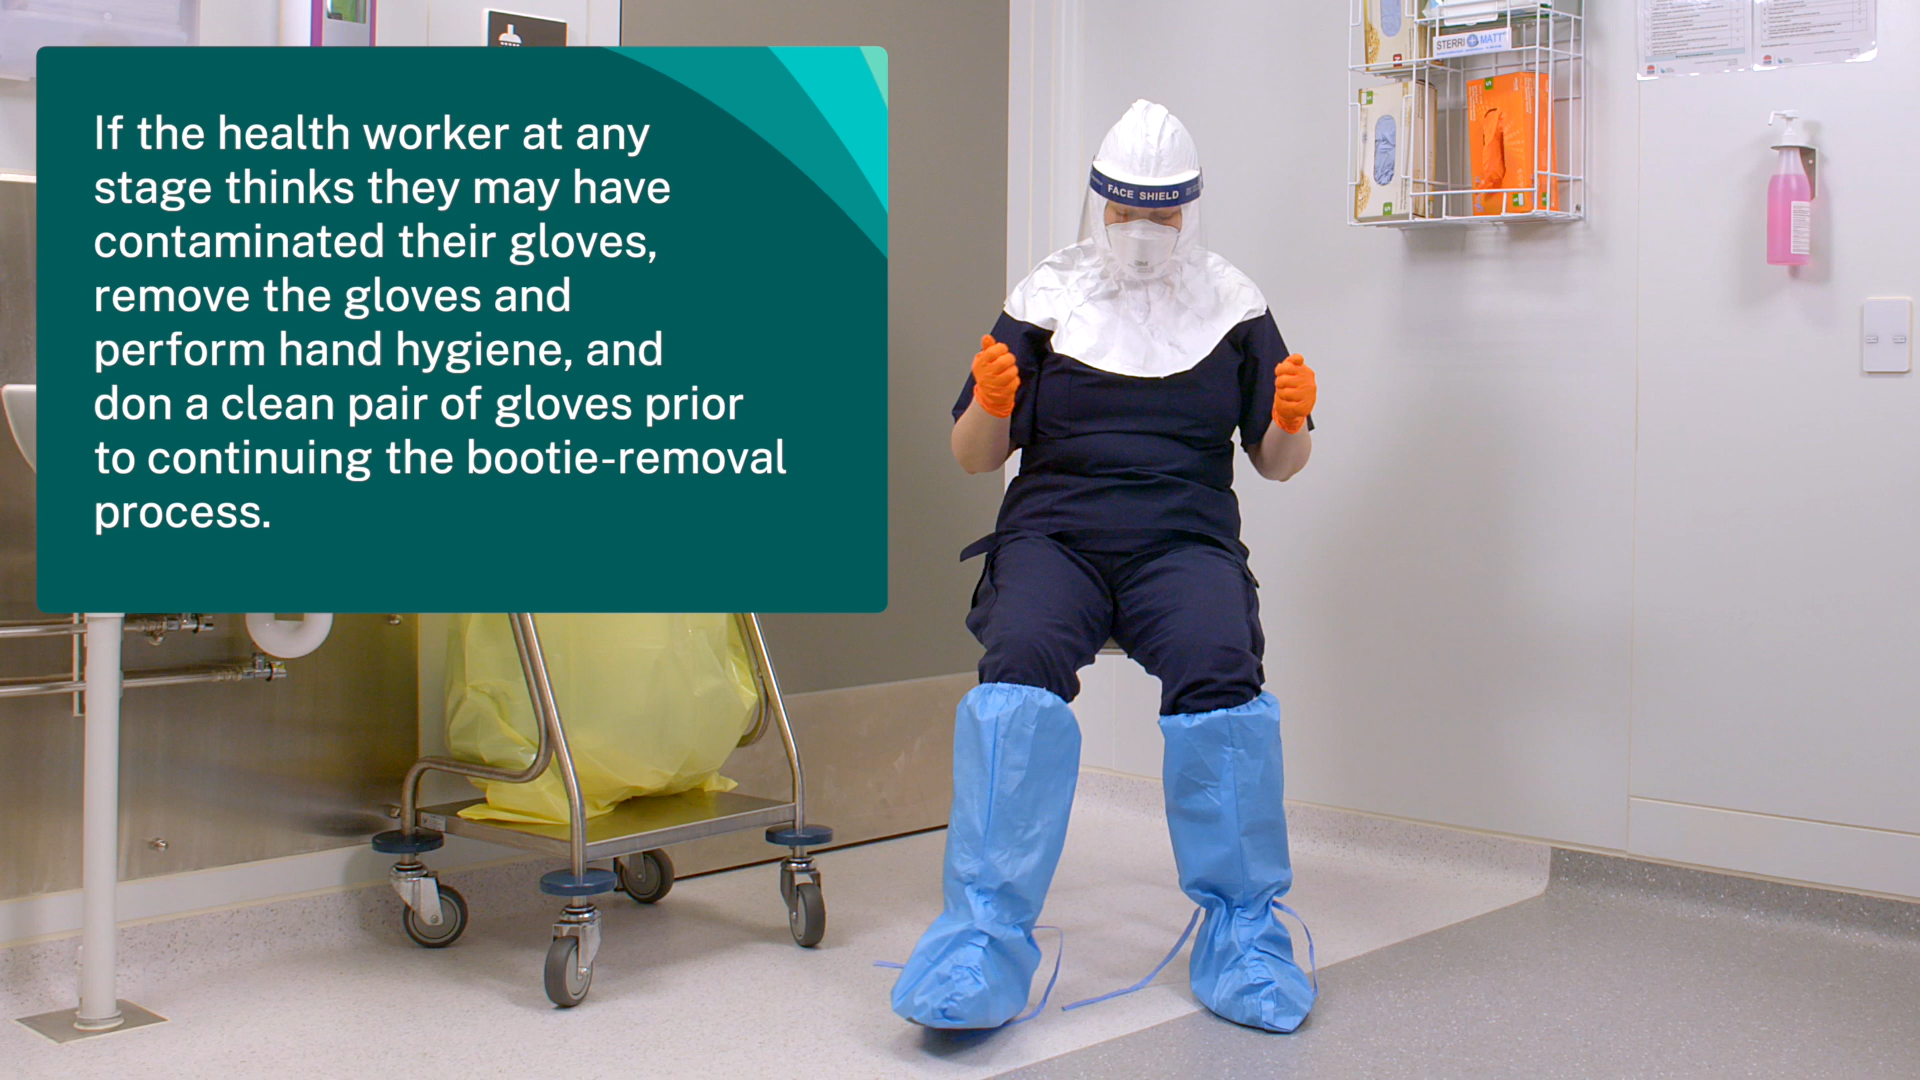 If the health worker at any
stage thinks they may have
contaminated their gloves,
remove the gloves and
perform hand hygiene, and
don a clean pair of gloves prior
to continuing the bootie-removal
process.
FACE SHIELD
STERRI MATT